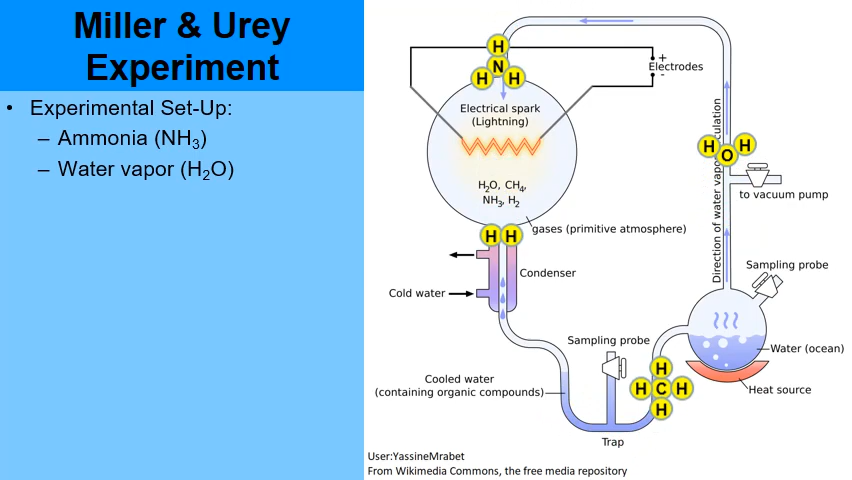 Miller & Urey
Experiment
• Experimental Set-Up:
– Ammonia (NH₃)
– Water vapor (H₂O)
H
N
H H
+
Electrodes
-
Electrical spark
(Lightning)
H₂O, CH₄,
NH₃, H₂
gases (primitive atmosphere)
H H
Condenser
Cold water
Direction of water vapor circulation
H H
O
to vacuum pump
Sampling probe
Water (ocean)
Heat source
Sampling probe
H
H C H
H
Cooled water
(containing organic compounds)
Trap
User:YassineMrabet
From Wikimedia Commons, the free media repository